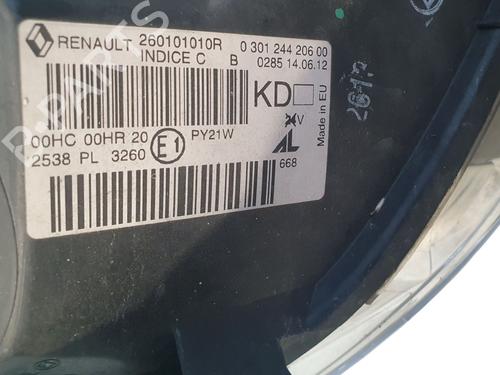 RENAULT 260101010R 0 301 244 206 00
INDICE C B 0285 14.06.12
KD
V
Made in EU
00HC 00HR 20 PY21W
2538 PL 3260 E1
AL
668